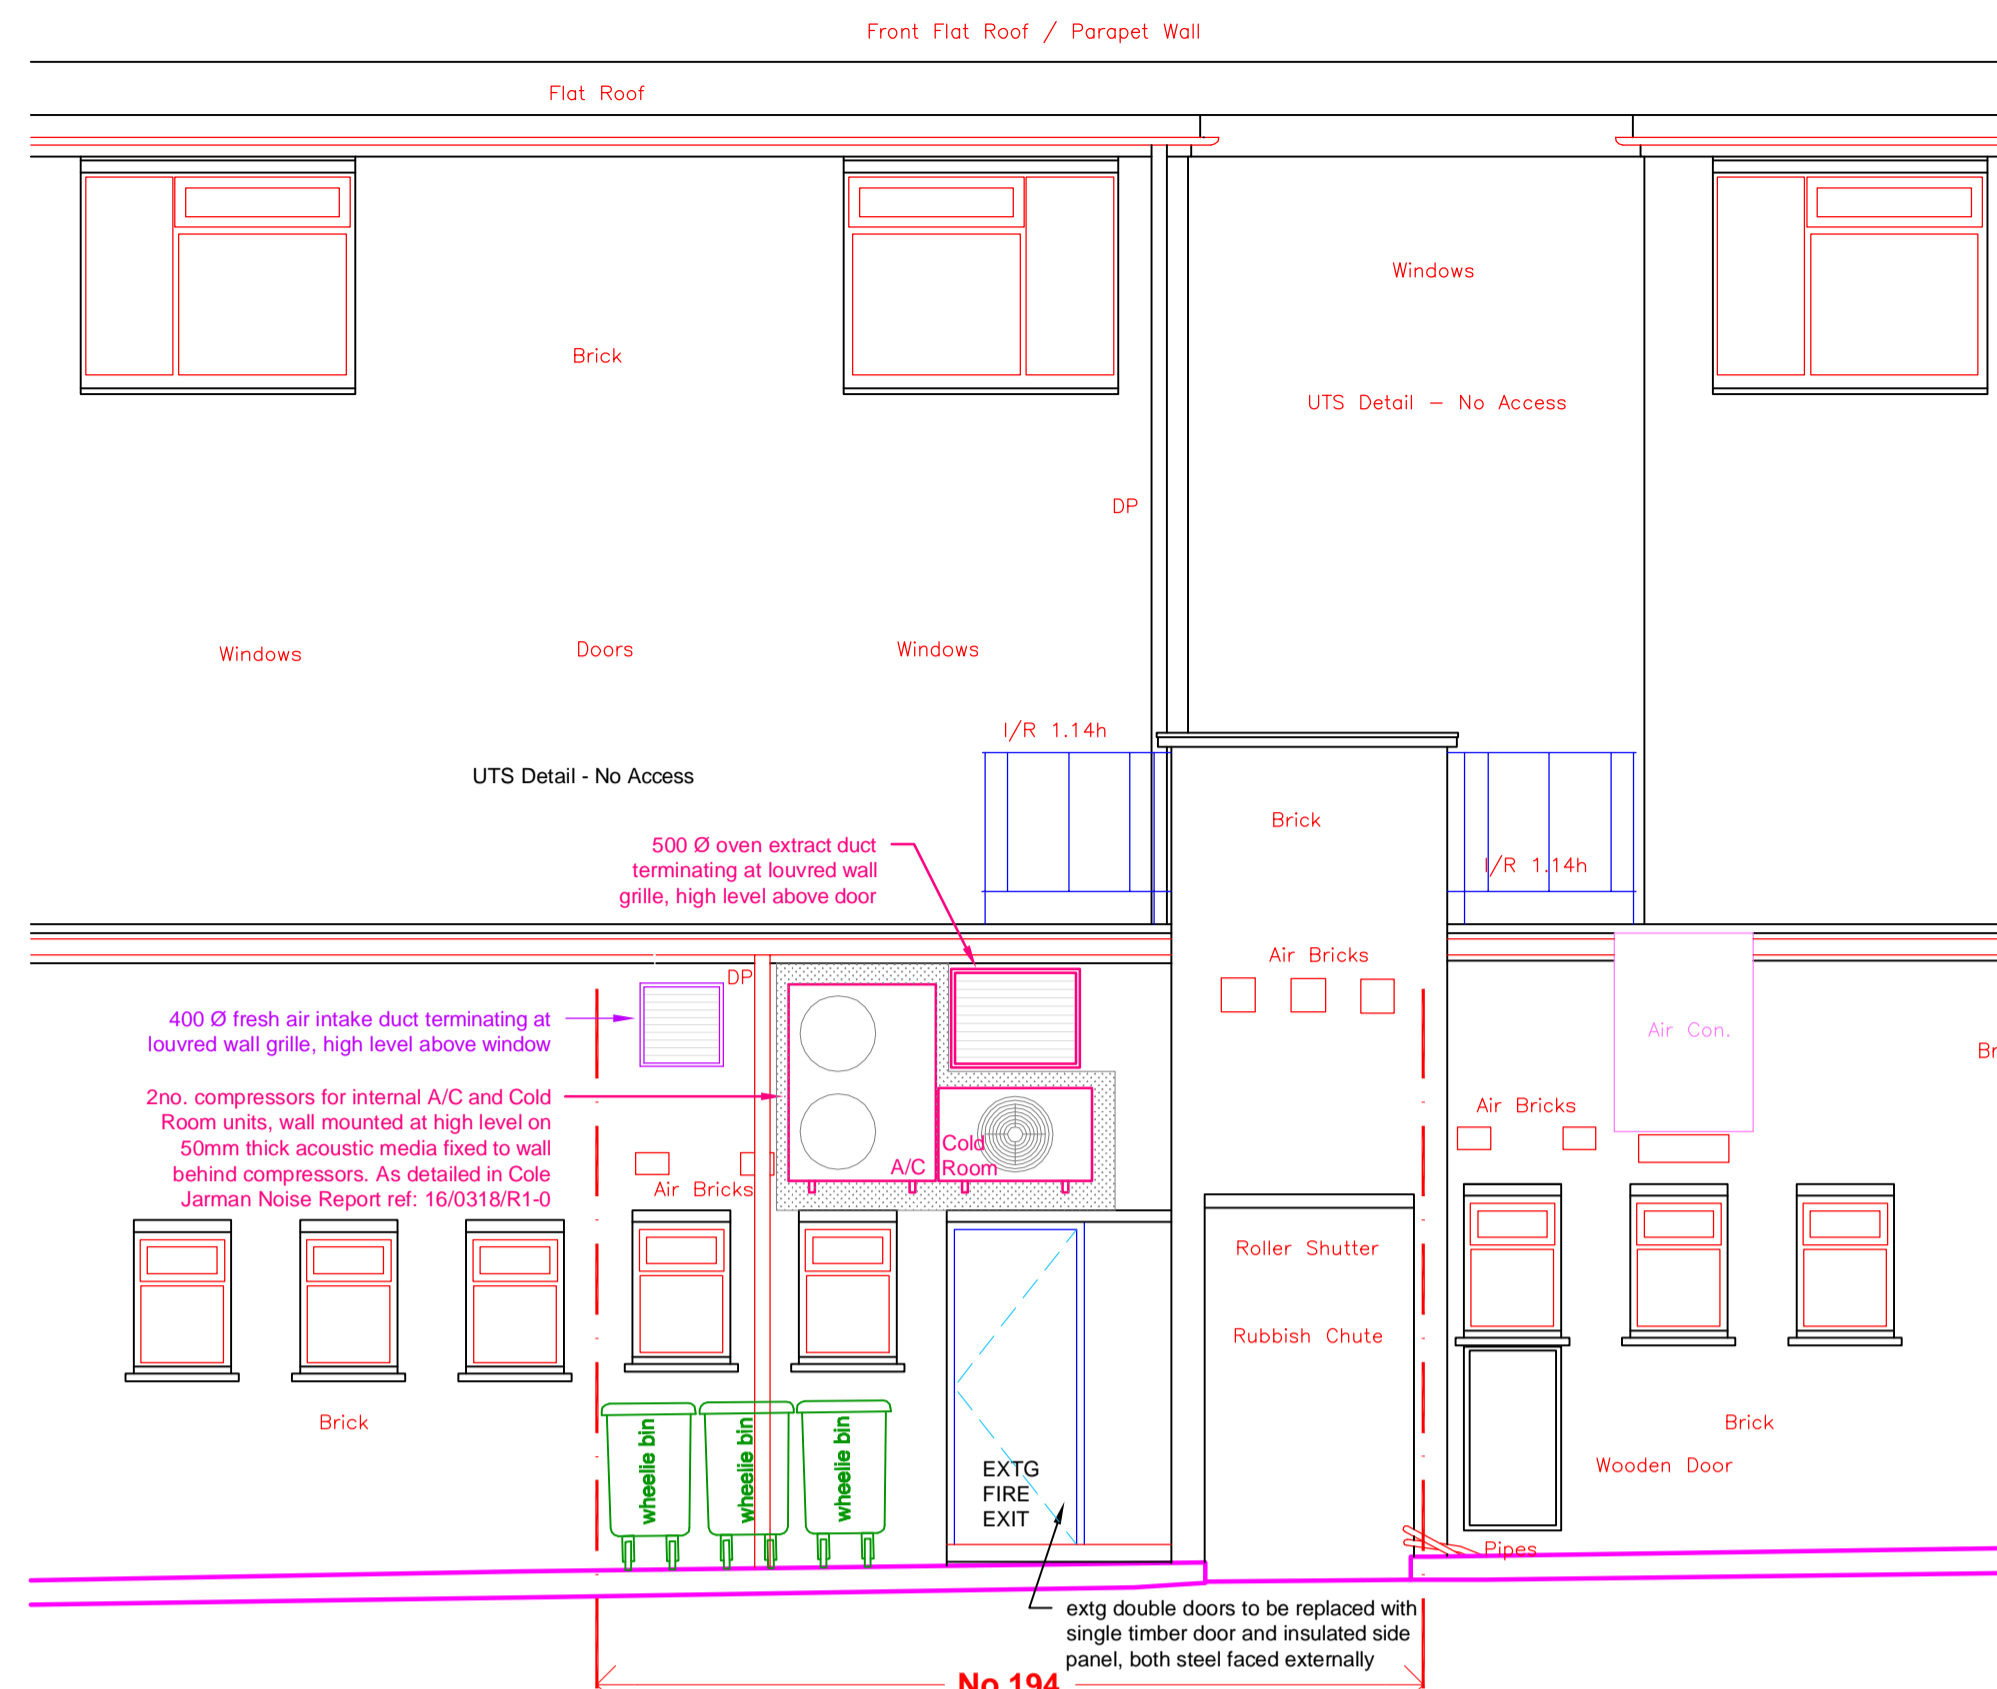 Front Flat Roof / Parapet Wall
Flat Roof
Windows
Brick
UTS Detail – No Access
DP
Windows
Doors
Windows
I/R 1.14h
UTS Detail - No Access
Brick
500 Ø oven extract duct
terminating at louvred wall
grille, high level above door
I/R 1.14h
Air Bricks
DP
400 Ø fresh air intake duct terminating at
louvred wall grille, high level above window
Air Con.
2no. compressors for internal A/C and Cold
Room units, wall mounted at high level on
50mm thick acoustic media fixed to wall
behind compressors. As detailed in Cole
Jarman Noise Report ref: 16/0318/R1-0
Air Bricks
Cold
Room
A/C
Air Bricks
Roller Shutter
Rubbish Chute
Brick
wheelie bin
wheelie bin
wheelie bin
Brick
Wooden Door
EXTG
FIRE
EXIT
Pipes
extg double doors to be replaced with
single timber door and insulated side
panel, both steel faced externally
No 194